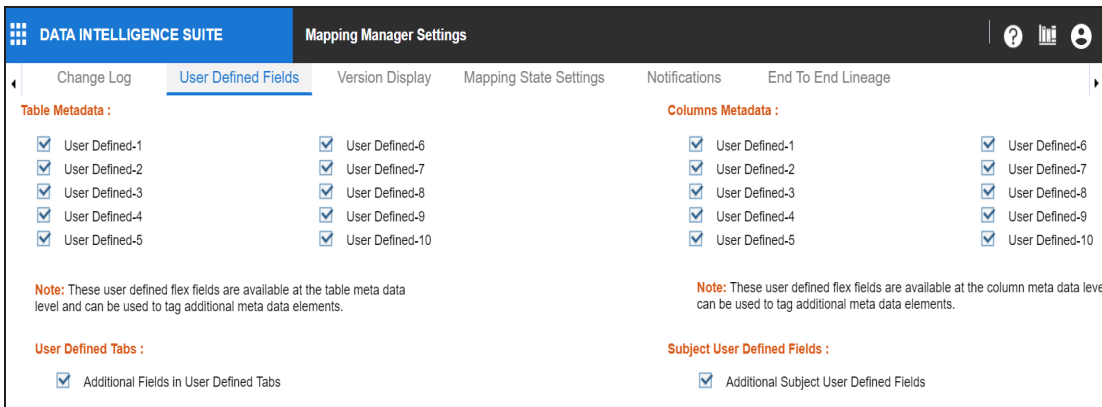 DATA INTELLIGENCE SUITE
Mapping Manager Settings
Change Log User Defined Fields Version Display Mapping State Settings Notifications End To End Lineage
Table Metadata :
User Defined-1 User Defined-6
User Defined-2 User Defined-7
User Defined-3 User Defined-8
User Defined-4 User Defined-9
User Defined-5 User Defined-10
Note: These user defined flex fields are available at the table meta data
level and can be used to tag additional meta data elements.
User Defined Tabs :
Additional Fields in User Defined Tabs
Columns Metadata :
User Defined-1 User Defined-6
User Defined-2 User Defined-7
User Defined-3 User Defined-8
User Defined-4 User Defined-9
User Defined-5 User Defined-10
Note: These user defined flex fields are available at the column meta data leve
can be used to tag additional meta data elements.
Subject User Defined Fields :
Additional Subject User Defined Fields